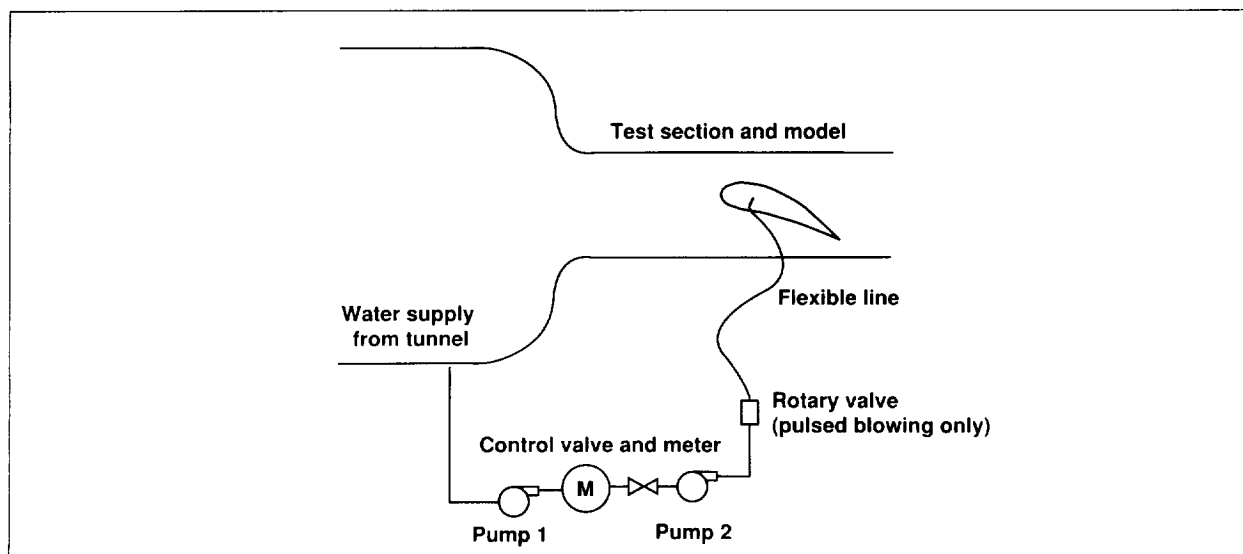 Test section and model
Water supply
from tunnel
Flexible line
Rotary valve
(pulsed blowing only)
Control valve and meter
M
Pump 1
Pump 2